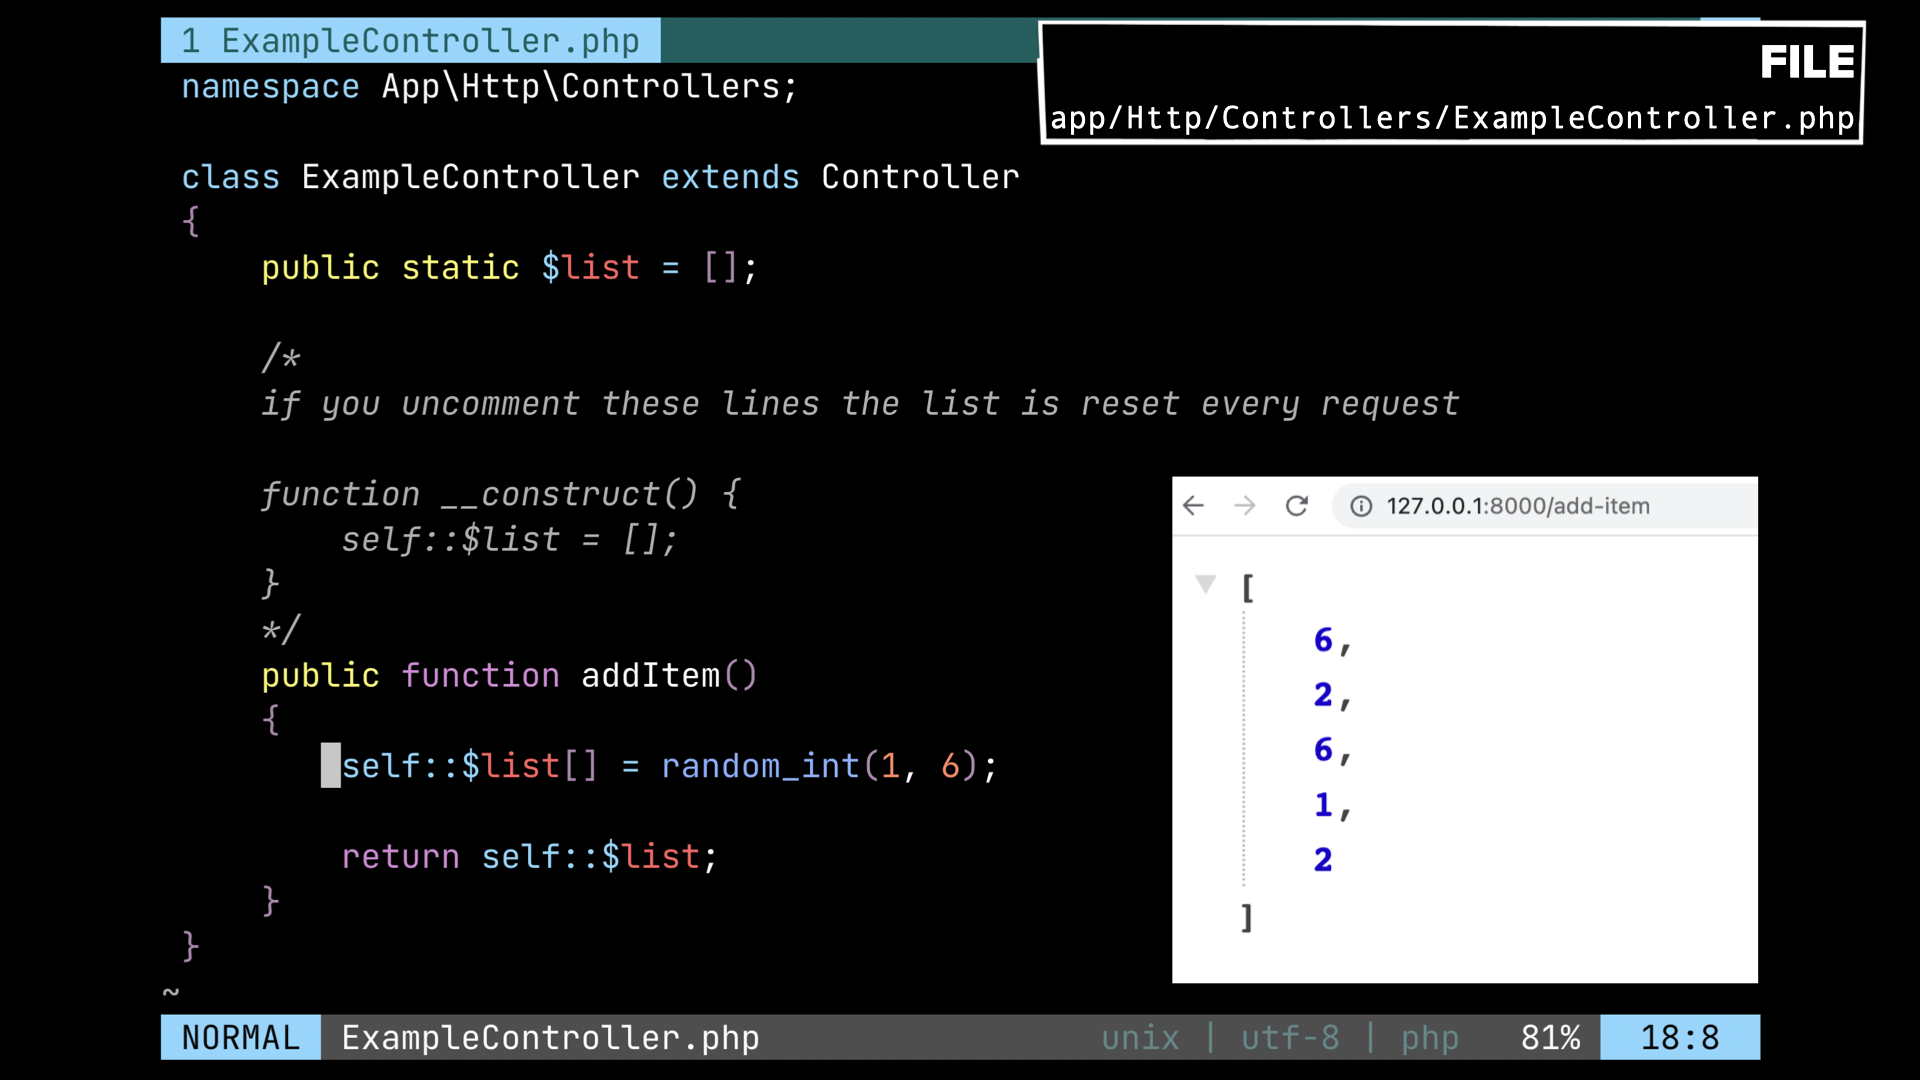 1 ExampleController.php
FILE
app/Http/Controllers/ExampleController.php
namespace App\Http\Controllers;
class ExampleController extends Controller
{
public static $list = [];
/*
if you uncomment these lines the list is reset every request
function __construct() {
self::$list = [];
}
*/
public function addItem()
{
self::$list[] = random_int(1, 6);
return self::$list;
}
}
~
127.0.0.1:8000/add-item
[
6,
2,
6,
1,
2
]
NORMAL ExampleController.php unix | utf-8 | php 81% 18:8